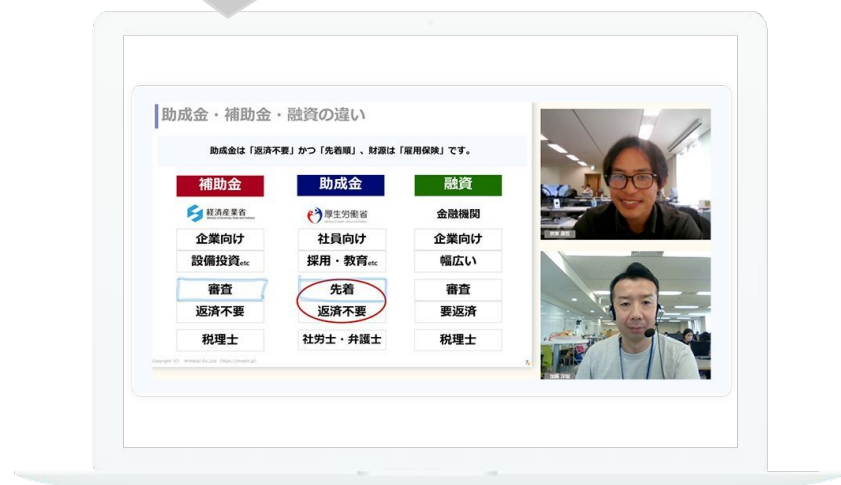 助成金・補助金・融資の違い
助成金は「返済不要」かつ「先着順」、財源は「雇用保険」です。
補助金 助成金 融資
経済産業省 厚生労働省 金融機関
企業向け 社員向け 企業向け
設備投資etc 採用・教育etc 幅広い
審査 先着 審査
返済不要 返済不要 要返済
税理士 社労士・弁護士 税理士